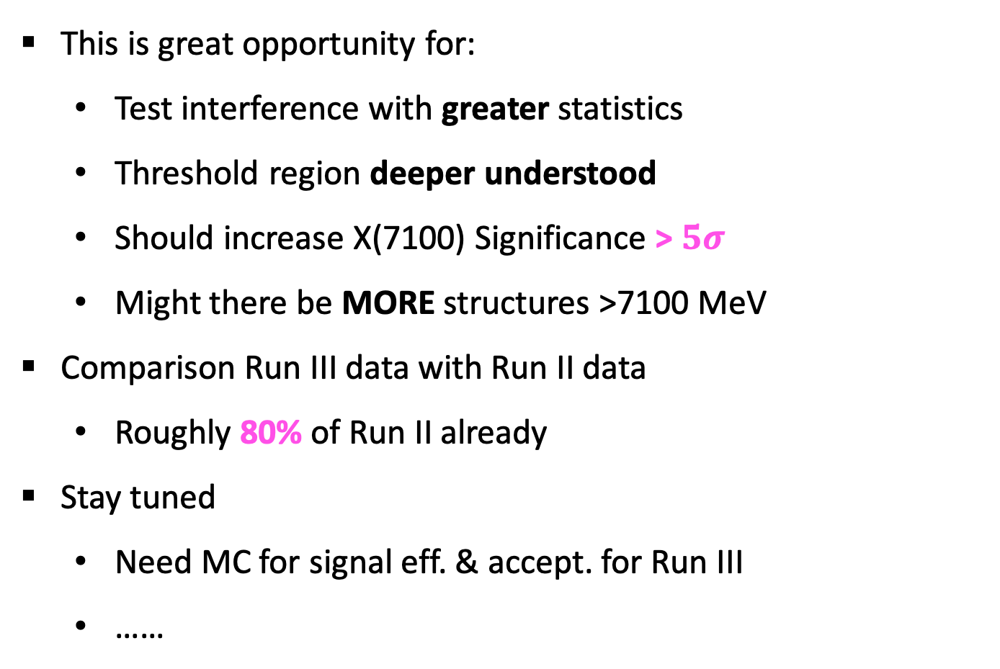 ▪ This is great opportunity for:
• Test interference with greater statistics
• Threshold region deeper understood
• Should increase X(7100) Significance > 5σ
• Might there be MORE structures >7100 MeV
▪ Comparison Run III data with Run II data
• Roughly 80% of Run II already
▪ Stay tuned
• Need MC for signal eff. & accept. for Run III
• ......